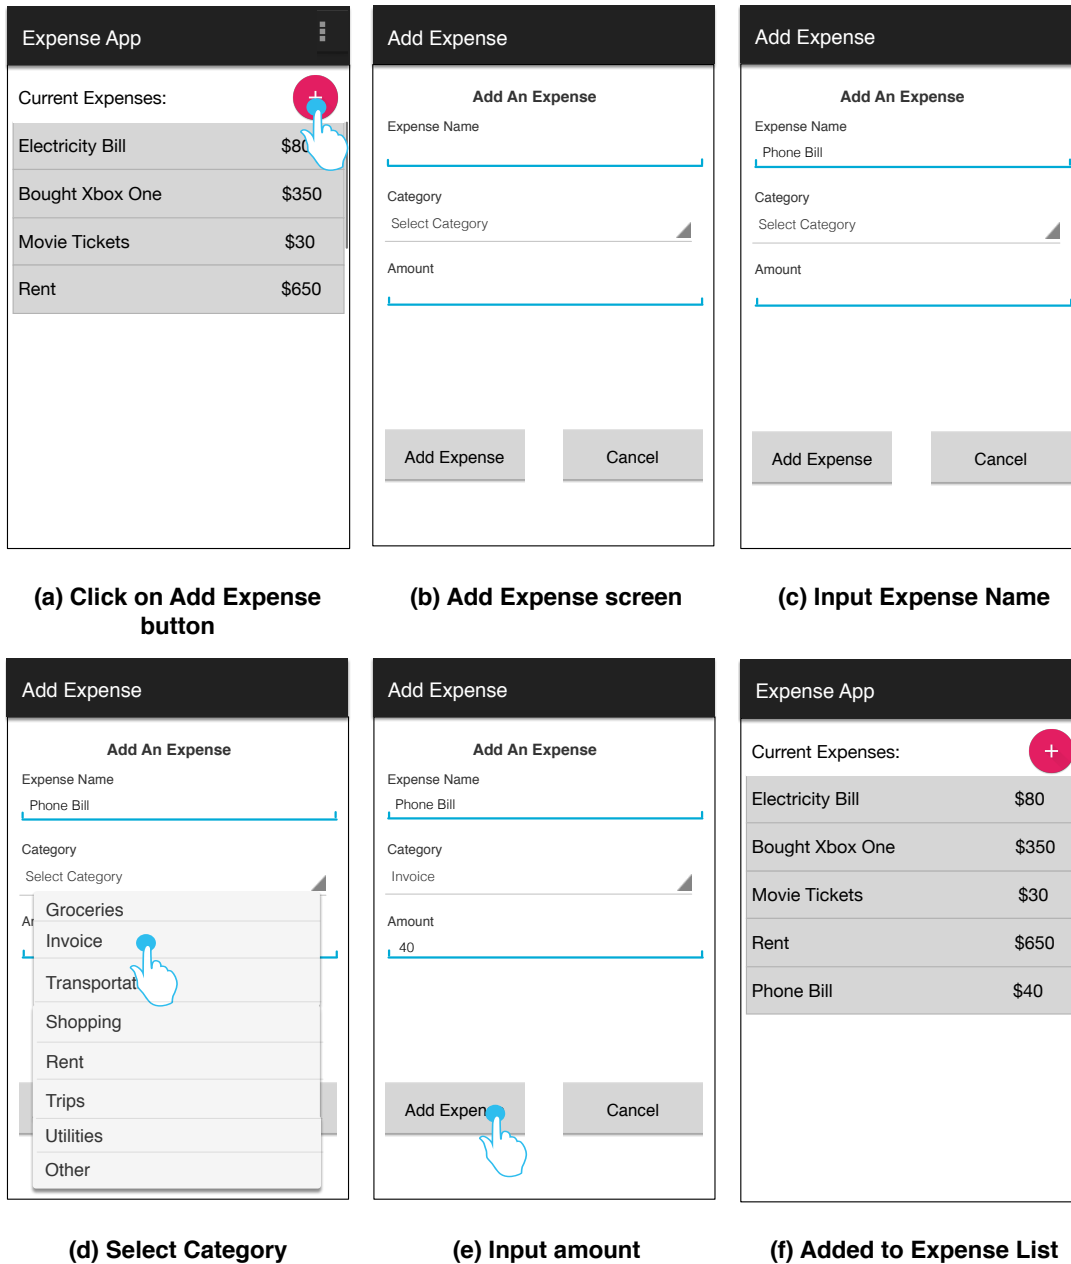 Expense App
Current Expenses:
+
Electricity Bill
Bought Xbox One $350
Movie Tickets $30
Rent $650
(a) Click on Add Expense
button
Add Expense
Add An Expense
Expense Name
Category
Select Category
Amount
Add Expense Cancel
(b) Add Expense screen
Add Expense
Add An Expense
Expense Name
Phone Bill
Category
Select Category
Amount
Add Expense Cancel
(c) Input Expense Name
Add Expense
Add An Expense
Expense Name
Phone Bill
Category
Select Category
Groceries
Invoice
Shopping
Rent
Trips
Utilities
Other
(d) Select Category
Add Expense
Add An Expense
Expense Name
Phone Bill
Category
Invoice
Amount
40
Add Cancel
(e) Input amount
Expense App
Current Expenses:
+
Electricity Bill $80
Bought Xbox One $350
Movie Tickets $30
Rent $650
Phone Bill $40
(f) Added to Expense List